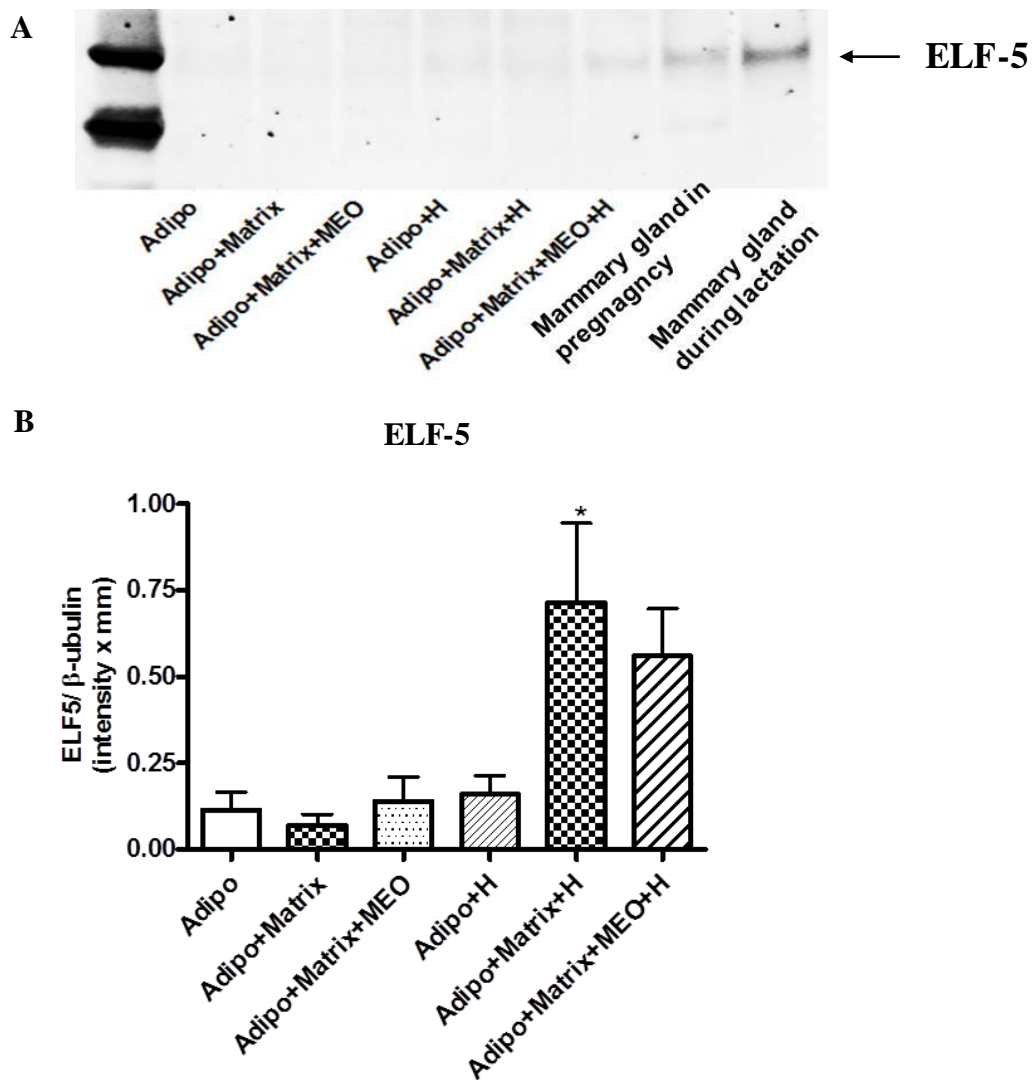 A
ELF-5
Adipo
Adipo+Matrix
Adipo+Matrix+MEO
Adipo+H
Adipo+Matrix+H
Adipo+Matrix+MEO+H
Mammary gland in
pregnagncy
Mammary gland
during lactation
B
ELF-5
ELF5/ β-ubulin
(intensity x mm)
1.00
0.75
0.50
0.25
0.00
*
Adipo
Adipo+Matrix
Adipo+Matrix+MEO
Adipo+H
Adipo+Matrix+H
Adipo+Matrix+MEO+H